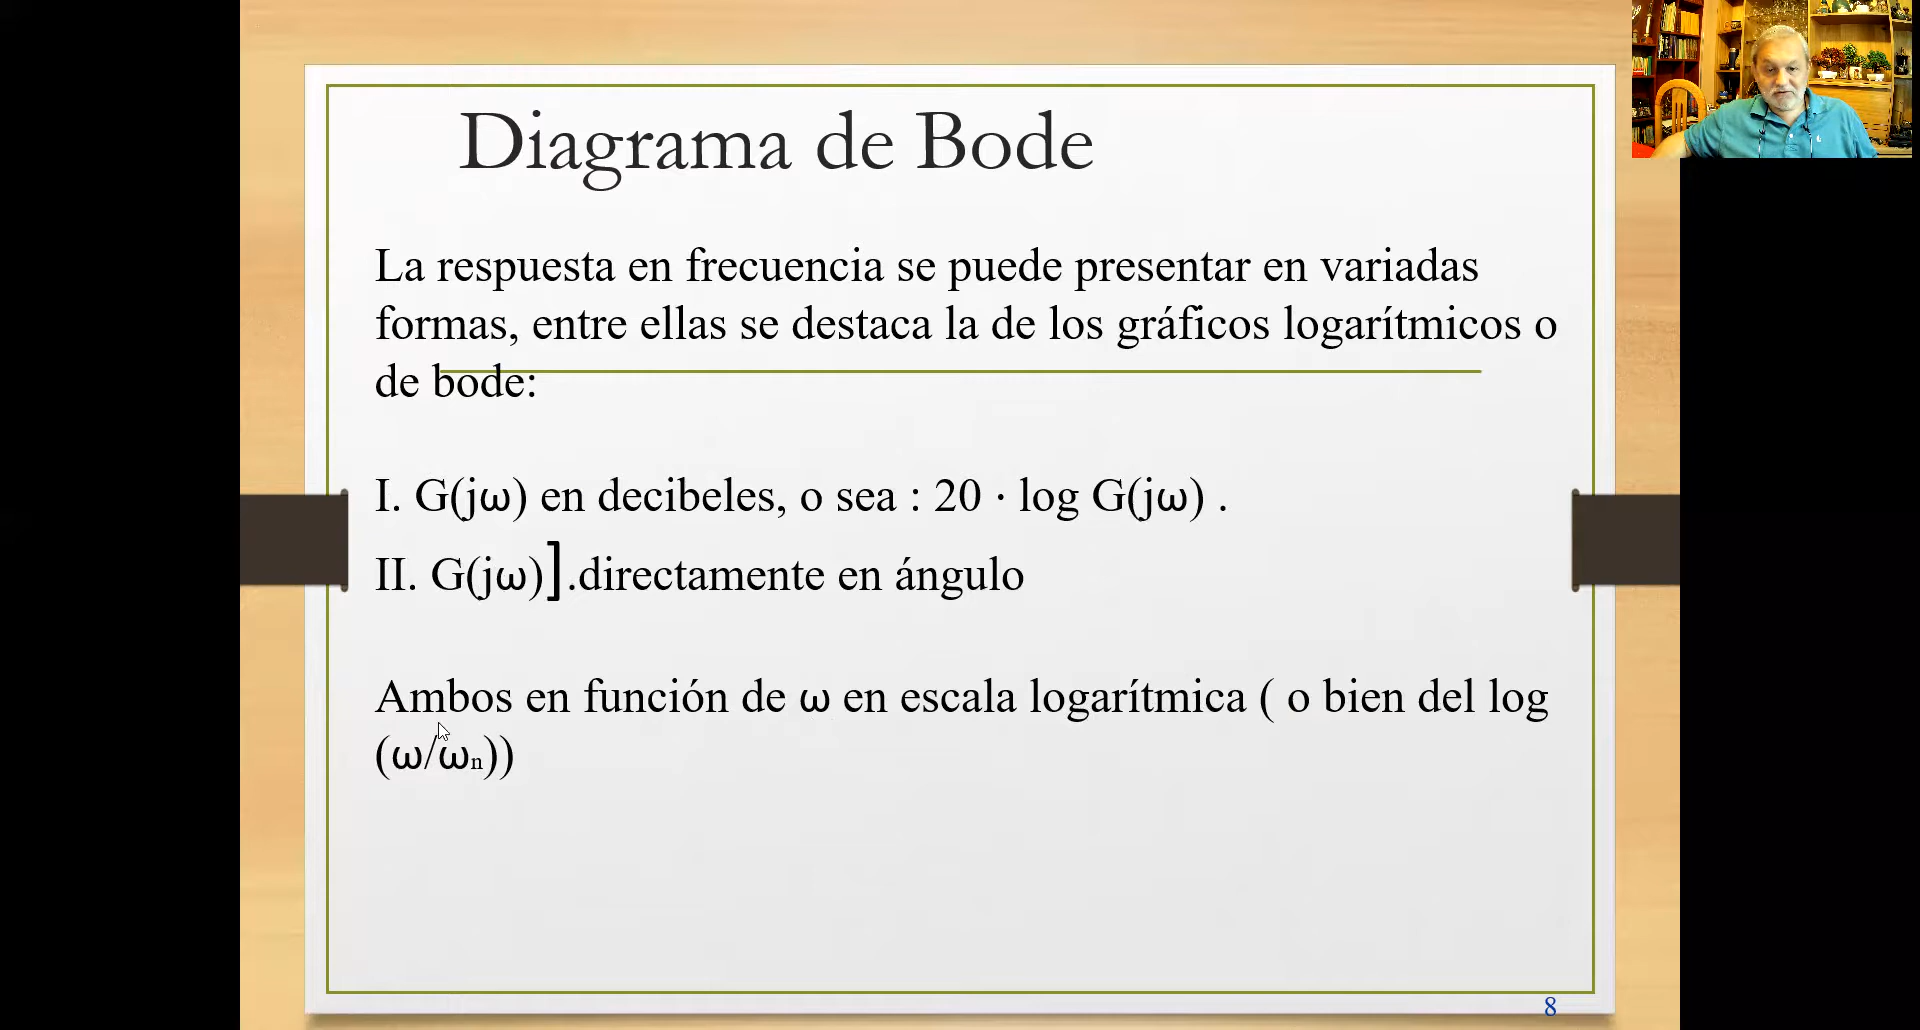 Diagrama de Bode
La respuesta en frecuencia se puede presentar en variadas
formas, entre ellas se destaca la de los gráficos logarítmicos o
de bode:
I. G(jω) en decibeles, o sea : 20 · log G(jω) .
II. G(jω)] .directamente en ángulo
Ambos en función de ω en escala logarítmica ( o bien del log
(ω/ωn))
8